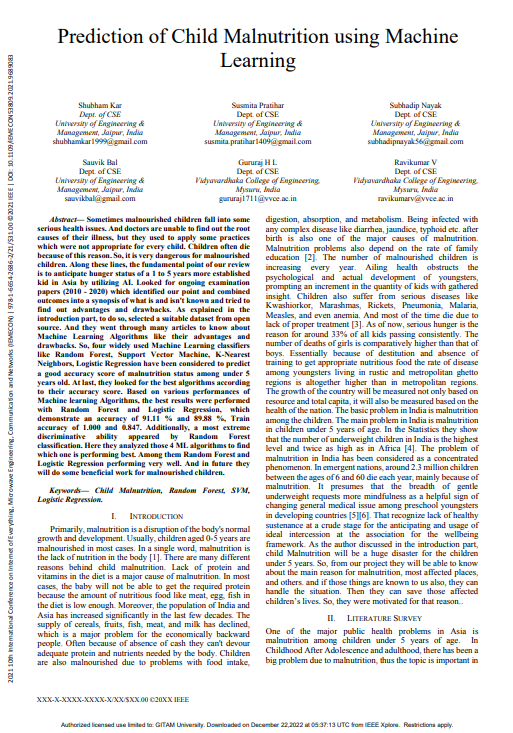 Prediction of Child Malnutrition using Machine
Learning
Shubham Kar
Dept. of CSE
University of Engineering &
Management, Jaipur, India
shubhamkar1999@gmail.com
Susmita Pratihar
Dept. of CSE
University of Engineering &
Management, Jaipur, India
susmita.pratihar1409@gmail.com
Subhadip Nayak
Dept. of CSE
University of Engineering &
Management, Jaipur, India
subhadipnayak56@gmail.com
Sauvik Bal
Dept. of CSE
University of Engineering &
Management, Jaipur, India
sauvikbal@gmail.com
Gururaj H L
Dept. of CSE
Vidyavardhaka College of Engineering,
Mysuru, India
gururaj1711@vvce.ac.in
Ravikumar V
Dept. of CSE
Vidyavardhaka College of Engineering,
Mysuru, India
ravikumarv@vvce.ac.in
Abstract— Sometimes malnourished children fall into some
serious health issues. And doctors are unable to find out the root
causes of their illness, but they used to apply some practices
which were not appropriate for every child. Children often die
because of this reason. So, it is very dangerous for malnourished
children. Along these lines, the fundamental point of our review
is to anticipate hunger status of a 1 to 5 years more established
kid in Asia by utilizing AI. Looked for ongoing examination
papers (2010 - 2020) which identified our point and combined
outcomes into a synopsis of what is and isn't known and tried to
find out advantages and drawbacks. As explained in the
introduction part, to do so, selected a suitable dataset from open
source. And they went through many articles to know about
Machine Learning Algorithms like their advantages and
drawbacks. So, four widely used Machine Learning classifiers
like Random Forest, Support Vector Machine, K-Nearest
Neighbors, Logistic Regression have been considered to predict
a good accuracy score of malnutrition status among under 5
years old. At last, they looked for the best algorithms according
to their accuracy score. Based on various performances of
Machine learning Algorithms, the best results were performed
with Random Forest and Logistic Regression, which
demonstrate an accuracy of 91.11 % and 89.88 %, Train
accuracy of 1.000 and 0.847. Additionally, a most extreme
discriminative ability appeared by Random Forest
classification. Here they analyzed those 4 ML algorithms to find
which one is performing best. Among them Random Forest and
Logistic Regression performing very well. And in future they
will do some beneficial work for malnourished children.
Keywords— Child Malnutrition, Random Forest, SVM,
Logistic Regression.
I. INTRODUCTION
Primarily, malnutrition is a disruption of the body's normal
growth and development. Usually, children aged 0-5 years are
malnourished in most cases. In a single word, malnutrition is
the lack of nutrition in the body [1]. There are many different
reasons behind child malnutrition. Lack of protein and
vitamins in the diet is a major cause of malnutrition. In most
cases, the baby will not be able to get the required protein
because the amount of nutritious food like meat, egg, fish in
the diet is low enough. Moreover, the population of India and
Asia has increased significantly in the last few decades. The
supply of cereals, fruits, fish, meat, and milk has declined,
which is a major problem for the economically backward
people. Often because of absence of cash they can't devour
adequate protein and nutrients needed by the body. Children
are also malnourished due to problems with food intake,
digestion, absorption, and metabolism. Being infected with
any complex disease like diarrhea, jaundice, typhoid etc. after
birth is also one of the major causes of malnutrition.
Malnutrition problems also depend on the rate of family
education [2]. The number of malnourished children is
increasing every year. Ailing health obstructs the
psychological and actual development of youngsters,
prompting an increment in the quantity of kids with gathered
insight. Children also suffer from serious diseases like
Kwashiorkor, Marashmas, Rickets, Pneumonia, Malaria,
Measles, and even anemia. And most of the time die due to
lack of proper treatment [3]. As of now, serious hunger is the
reason for around 33% of all kids passing consistently. The
number of deaths of girls is comparatively higher than that of
boys. Essentially because of destitution and absence of
training to get appropriate nutritious food the rate of disease
among youngsters living in rustic and metropolitan ghetto
regions is altogether higher than in metropolitan regions.
The growth of the country will be measured not only based on
resource and total capita, it will also be measured based on the
health of the nation. The basic problem in India is malnutrition
among the children. The main problem in India is malnutrition
in children under 5 years of age. In the Statistics they show
that the number of underweight children in India is the highest
level and twice as high as in Africa [4]. The problem of
malnutrition in India has been considered as a concentrated
phenomenon. In emergent nations, around 2.3 million children
between the ages of 6 and 60 die each year, mainly because of
malnutrition. It presumes that the breadth of gentle
underweight requests more mindfulness as a helpful sign of
changing general medical issue among preschool youngsters
in developing countries [5][6]. That recognize lack of healthy
sustenance at a crude stage for the anticipating and usage of
ideal intercession at the association for the wellbeing
framework. As the author discussed in the introduction part,
child Malnutrition will be a huge disaster for the children
under 5 years. So, from our project they will be able to know
about the main reason for malnutrition, most affected places,
and others. and if those things are known to us also, they can
handle the situation. Then they can save those affected
children's lives. So, they were motivated for that reason..
II. LITERATURE SURVEY
One of the major public health problems in Asia is
malnutrition among children under 5 years of age. In
Childhood After Adolescence and adulthood, there has been a
big problem due to malnutrition, thus the topic is important in
XXX-X-XXXX-XXXX-X/XX/$XX.00 ©20XX IEEE
Authorized licensed use limited to: GITAM University. Downloaded on December 22,2022 at 05:37:13 UTC from IEEE Xplore. Restrictions apply.